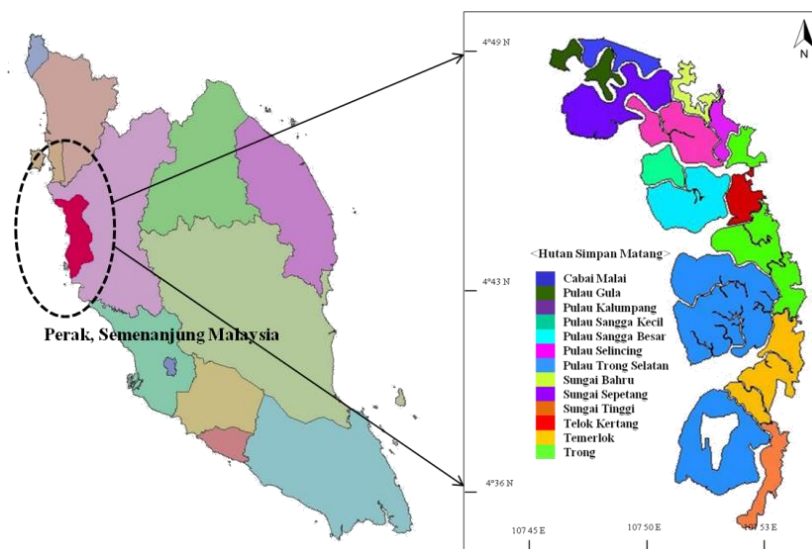 Perak, Semenanjung Malaysia
N
4°49 N
4°43 N
4°36 N
<Hutan Simpan Matang>
Cabai Malai
Pulau Gula
Pulau Kalumpang
Pulau Sangga Kecil
Pulau Sangga Besar
Pulau Selincing
Pulau Trong Selatan
Sungai Bahru
Sungai Sepetang
Sungai Tinggi
Telok Kertang
Temerlok
Trong
107 45
107 50
107 53